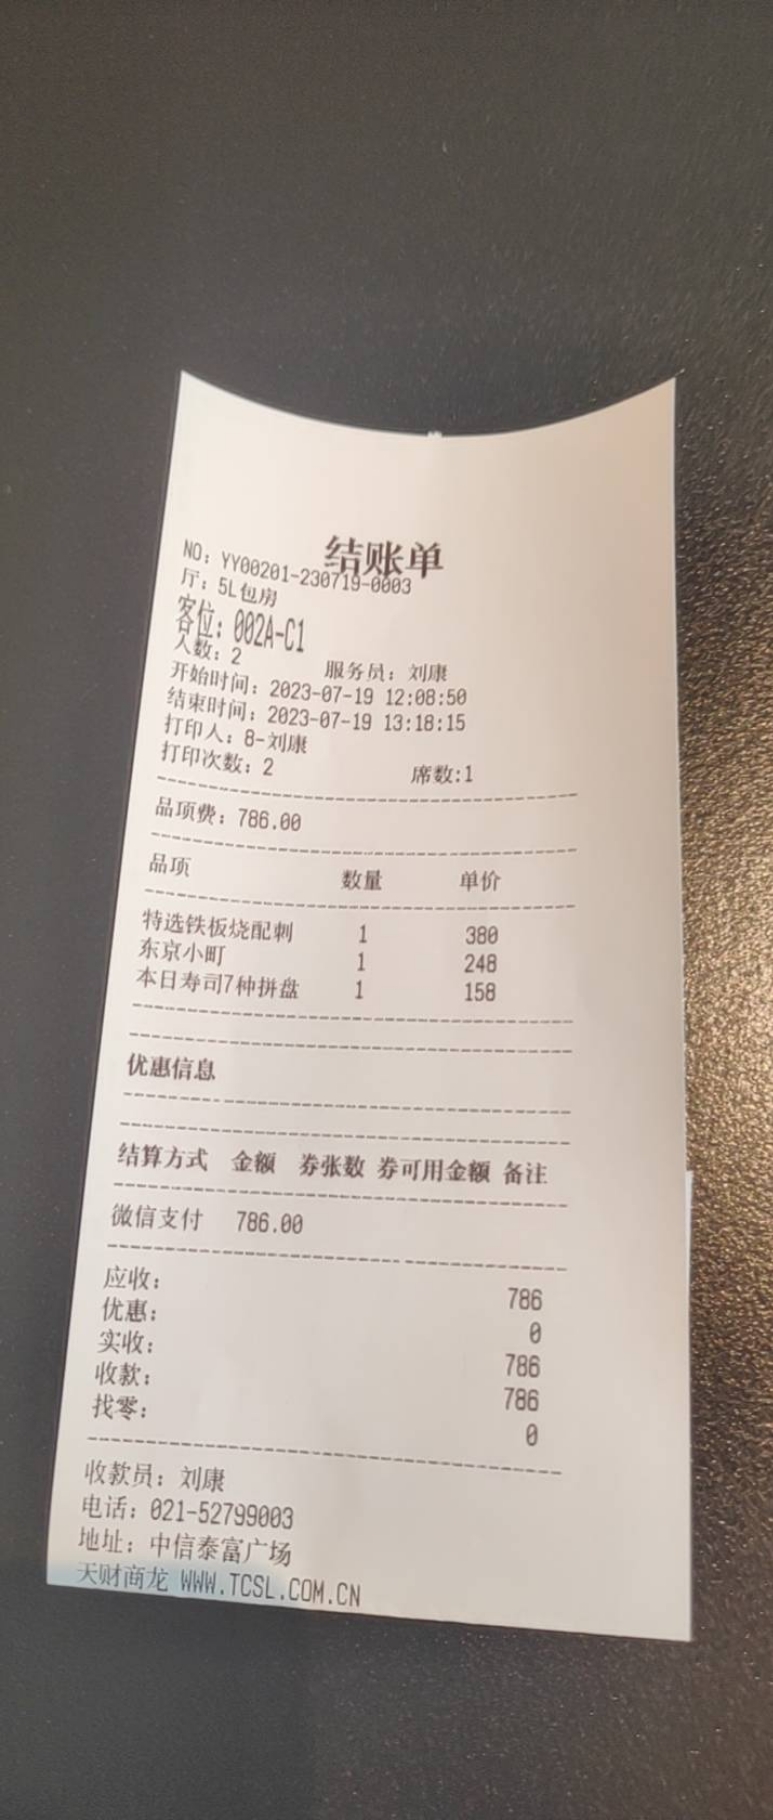 结账单
NO: YY00201-230719-0003
厅: 5L包房
客位: 002A-C1
人数: 2 服务员: 刘康
开始时间: 2023-07-19 12:08:50
结束时间: 2023-07-19 13:18:15
打印人: 8-刘康
打印次数: 2 席数:1
品项费: 786.00
品项 数量 单价
特选铁板烧配刺 1 380
东京小町 1 248
本日寿司7种拼盘 1 158
优惠信息
结算方式 金额 券张数 券可用金额 备注
微信支付 786.00
应收: 786
优惠: 0
实收: 786
收款: 786
找零: 0
收款员: 刘康
电话: 021-52799003
地址: 中信泰富广场
天财商龙 WWW.TCSL.COM.CN